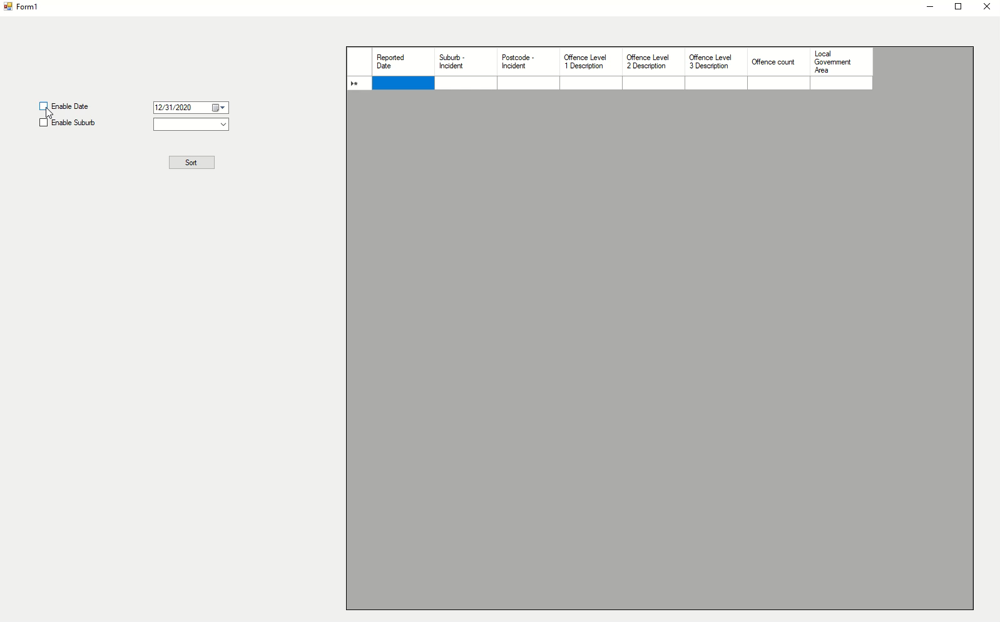 Form1
Reported
Date
Suburb -
Incident
Postcode -
Incident
Offence Level
1 Description
Offence Level
2 Description
Offence Level
3 Description
Offence count
Local
Government
Area
Enable Date
12/31/2020
Enable Suburb
Sort